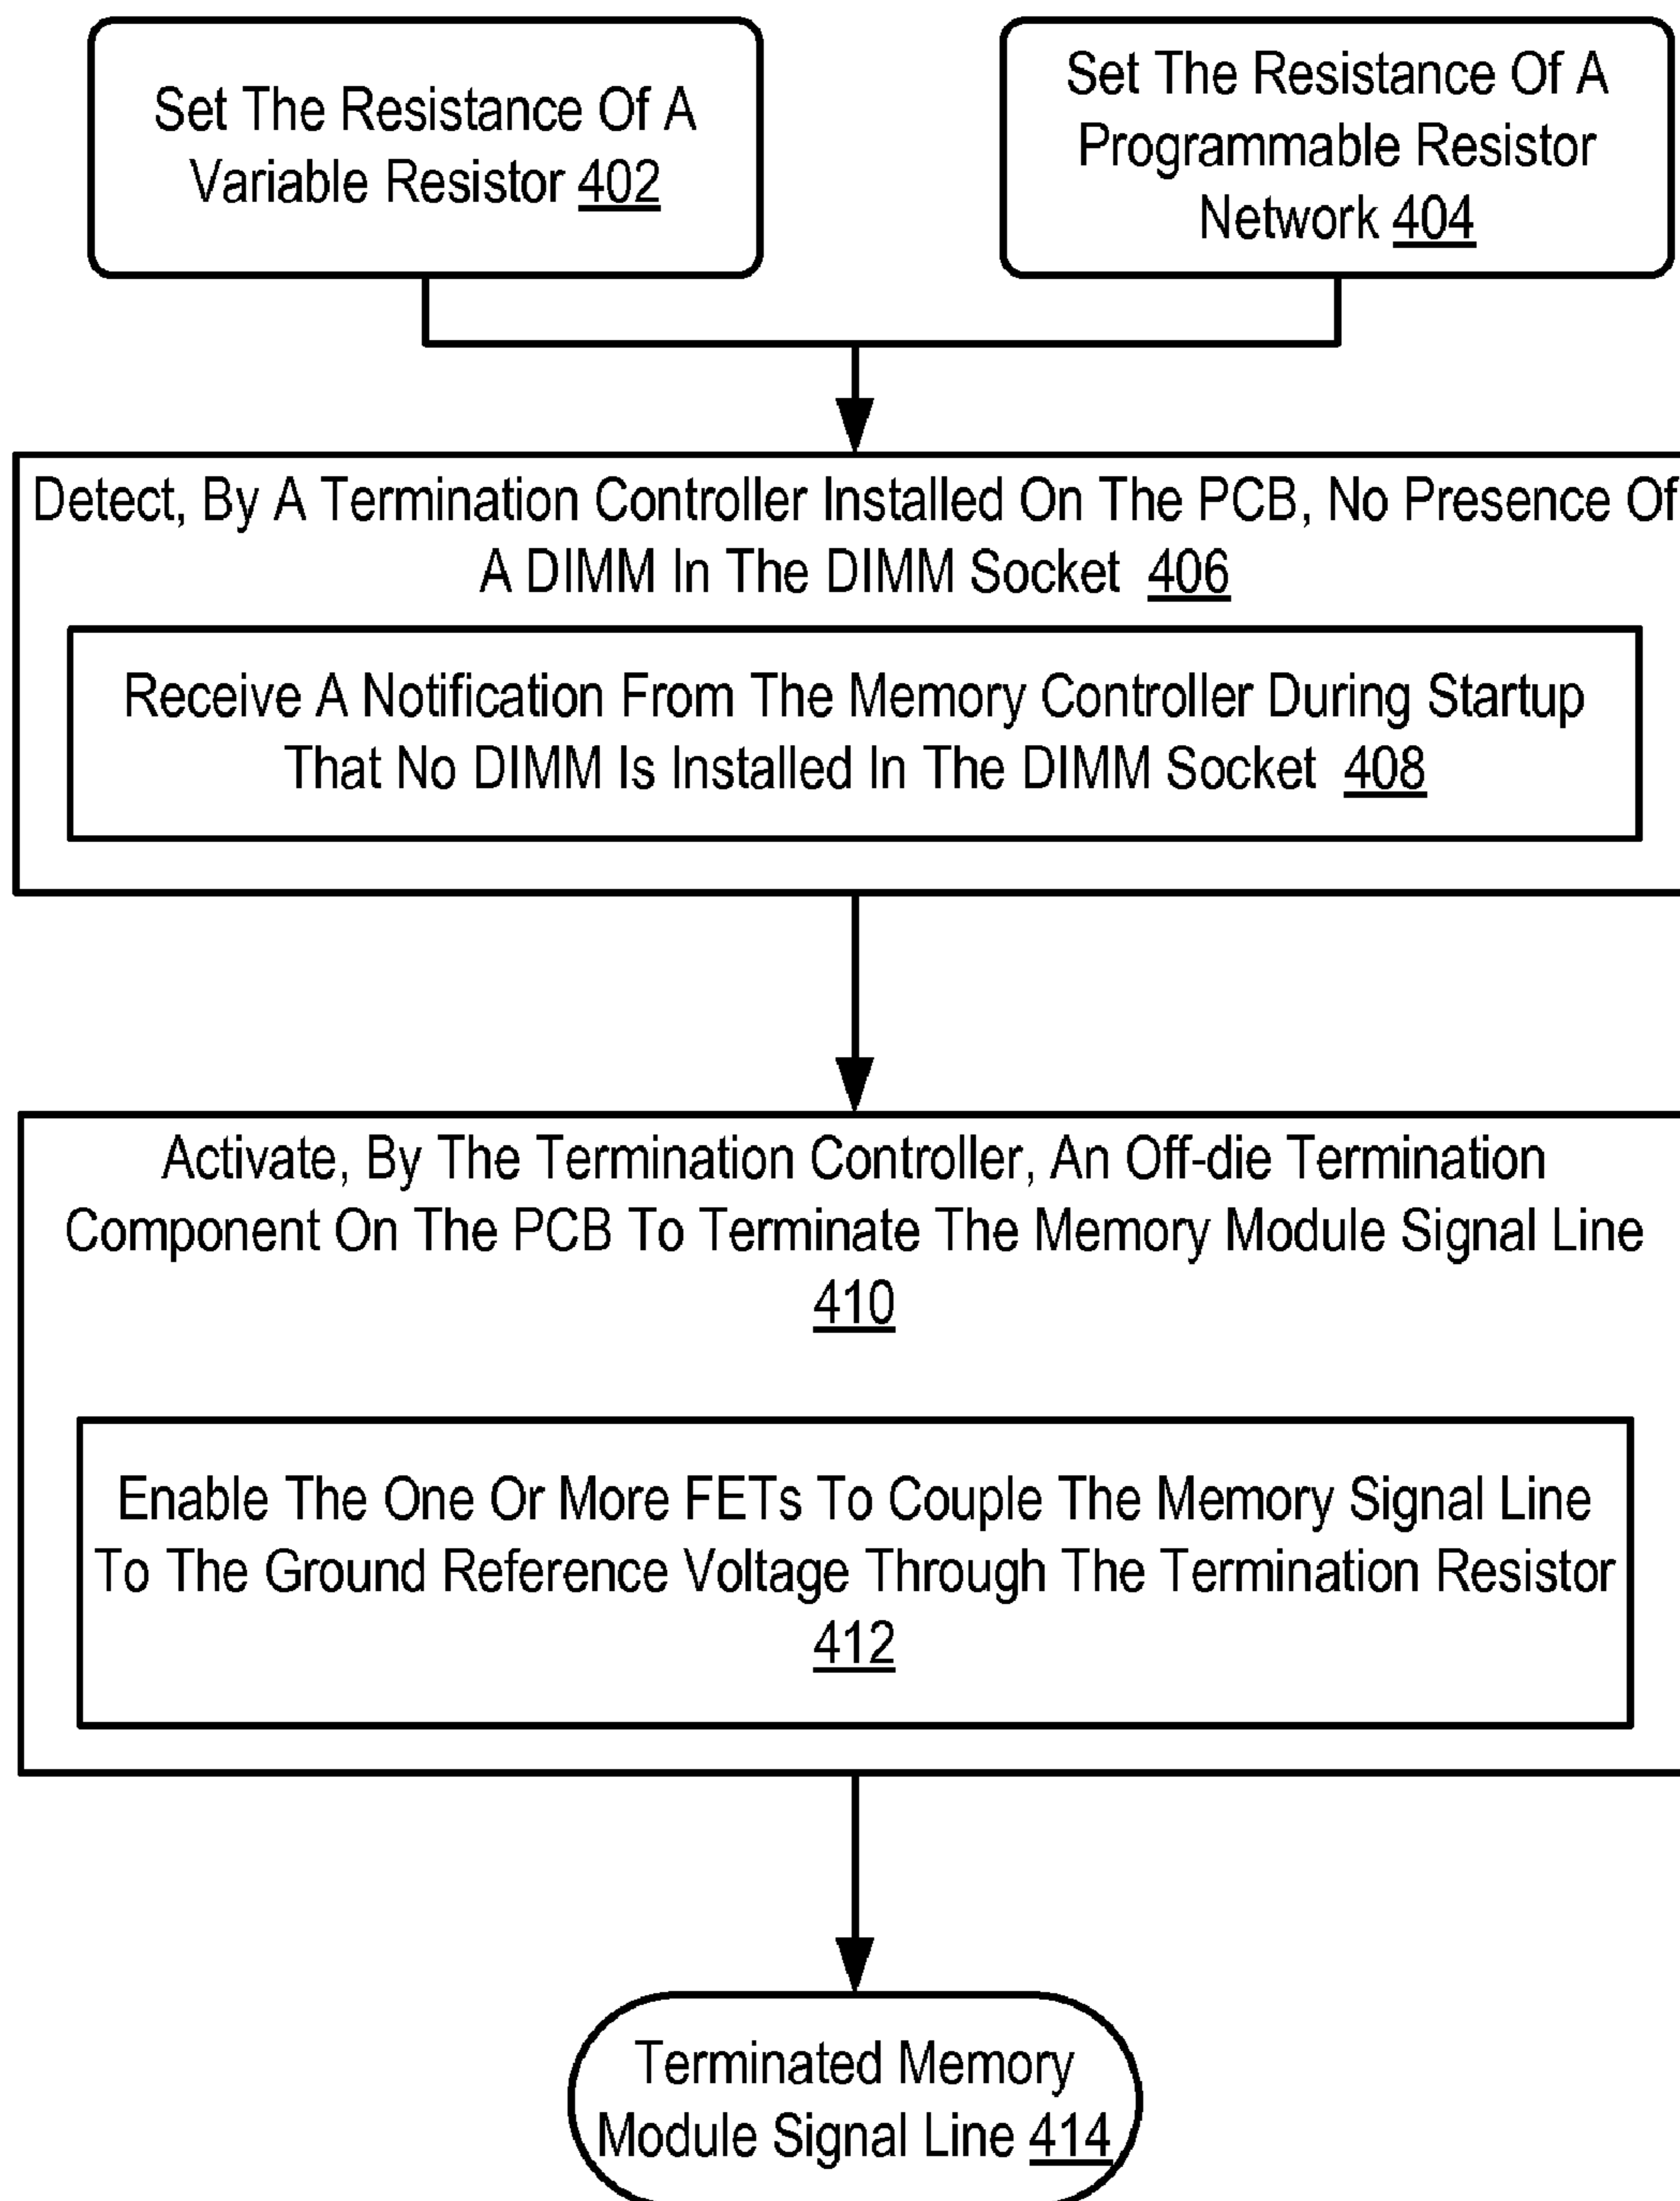 Set The Resistance Of A
Variable Resistor 402
Set The Resistance Of A
Programmable Resistor
Network 404
Detect, By A Termination Controller Installed On The PCB, No Presence Of
A DIMM In The DIMM Socket 406
Receive A Notification From The Memory Controller During Startup
That No DIMM Is Installed In The DIMM Socket 408
Activate, By The Termination Controller, An Off-die Termination
Component On The PCB To Terminate The Memory Module Signal Line
410
Enable The One Or More FETs To Couple The Memory Signal Line
To The Ground Reference Voltage Through The Termination Resistor
412
Terminated Memory
Module Signal Line 414